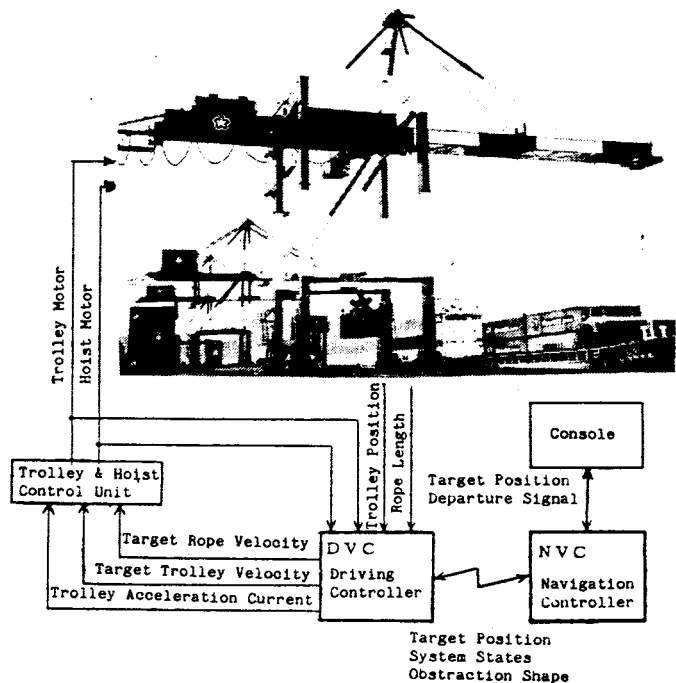 Trolley Motor
Hoist Motor
Trolley Position
Rope Length
Console
Trolley & Hoist
Control Unit
Target Position
Departure Signal
Target Rope Velocity
Target Trolley Velocity
Trolley Acceleration Current
DVC
Driving
Controller
NVC
Navigation
Controller
Target Position
System States
Obstraction Shape